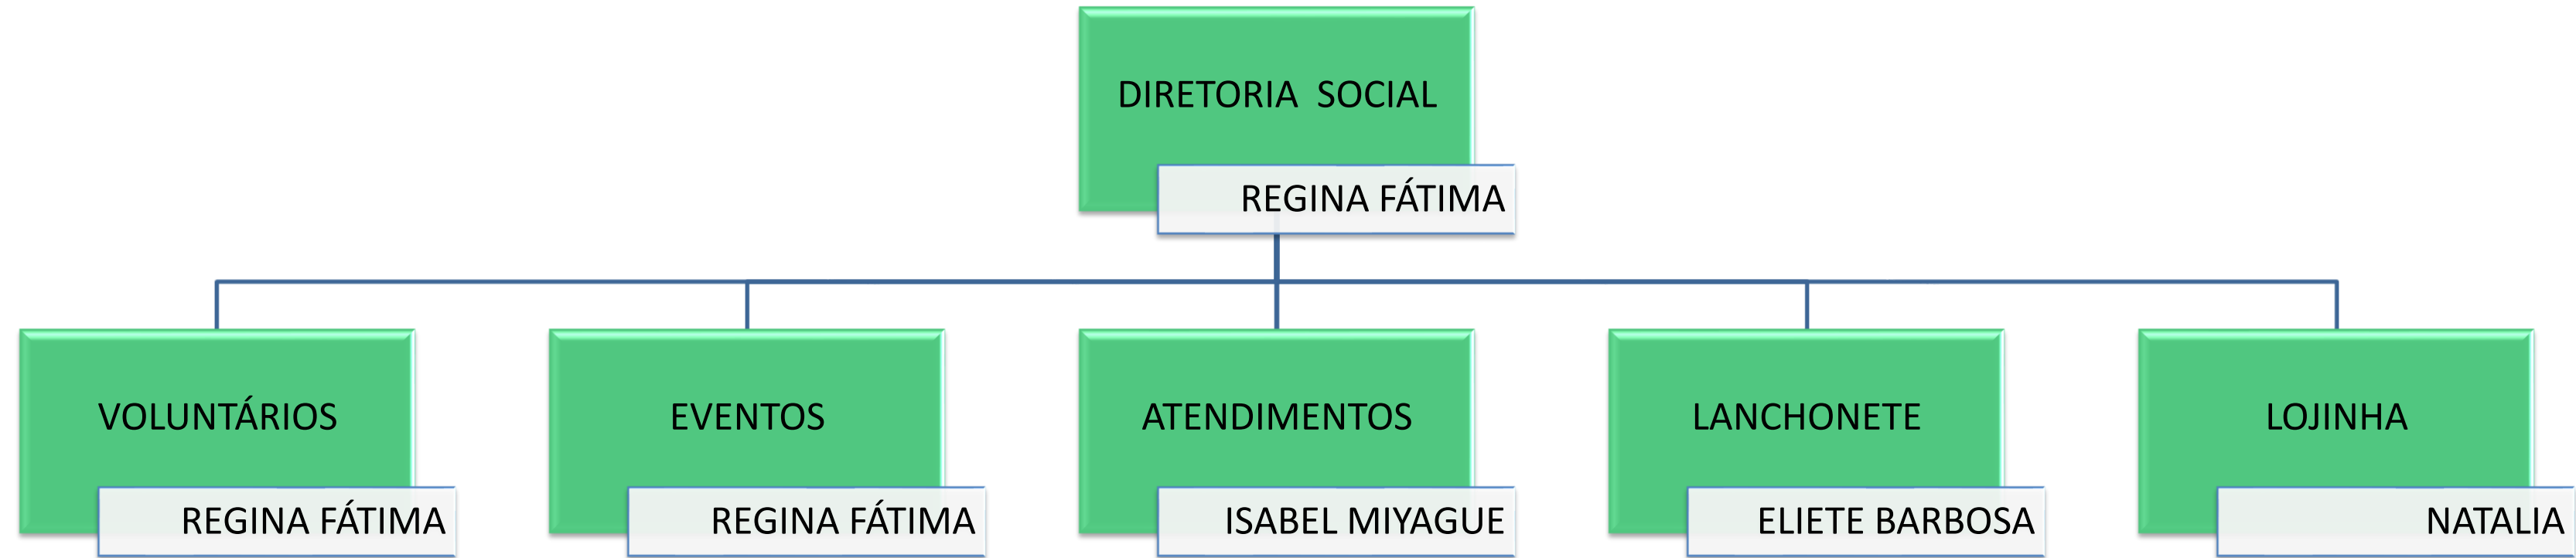 DIRETORIA SOCIAL
REGINA FÁTIMA
VOLUNTÁRIOS
REGINA FÁTIMA
EVENTOS
REGINA FÁTIMA
ATENDIMENTOS
ISABEL MIYAGUE
LANCHONETE
ELIETE BARBOSA
LOJINHA
NATALIA